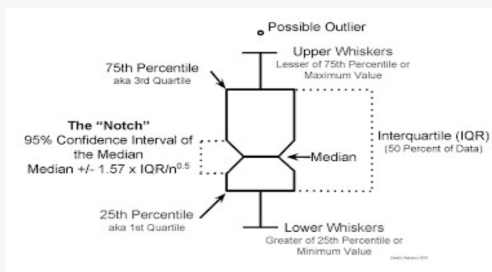 Possible Outlier
Upper Whiskers
Lesser of 75th Percentile or
Maximum Value
75th Percentile
aka 3rd Quartile
The “Notch”
95% Confidence Interval of
the Median
Median +/- 1.57 x IQR/n0.5
Median
Interquartile (IQR)
(50 Percent of Data)
25th Percentile
aka 1st Quartile
Lower Whiskers
Greater of 25th Percentile or
Minimum Value